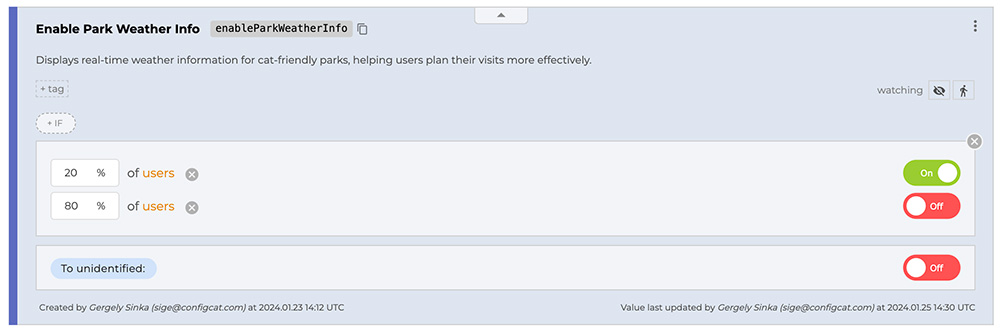 Enable Park Weather Info enableParkWeatherInfo
Displays real-time weather information for cat-friendly parks, helping users plan their visits more effectively.
+ tag watching
+ IF
20 % of users On
80 % of users Off
To unidentified: Off
Created by Gergely Sinka (sige@configcat.com) at 2024.01.23 14:12 UTC Value last updated by Gergely Sinka (sige@configcat.com) at 2024.01.25 14:30 UTC